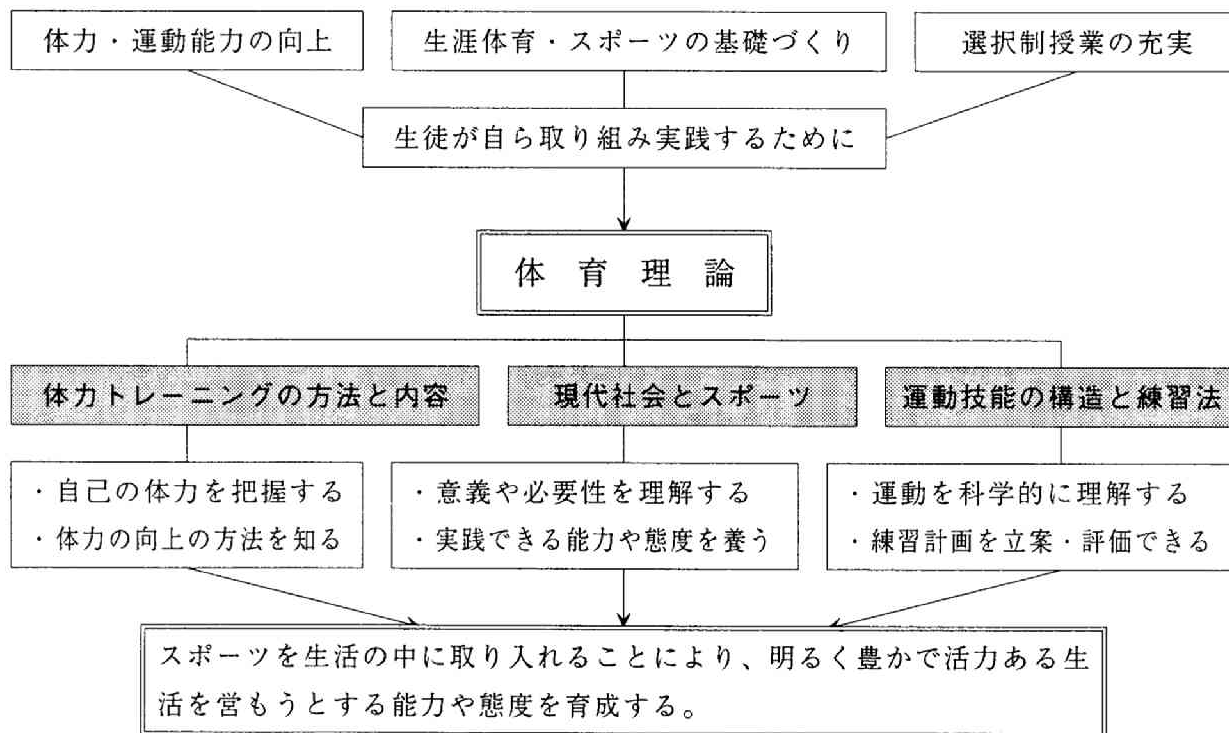 体力・運動能力の向上
生涯体育・スポーツの基礎づくり
選択制授業の充実
生徒が自ら取り組み実践するために
体育理論
体力トレーニングの方法と内容
現代社会とスポーツ
運動技能の構造と練習法
・自己の体力を把握する
・体力の向上の方法を知る
・意義や必要性を理解する
・実践できる能力や態度を養う
・運動を科学的に理解する
・練習計画を立案・評価できる
スポーツを生活の中に取り入れることにより、明るく豊かで活力ある生
活を営もうとする能力や態度を育成する。